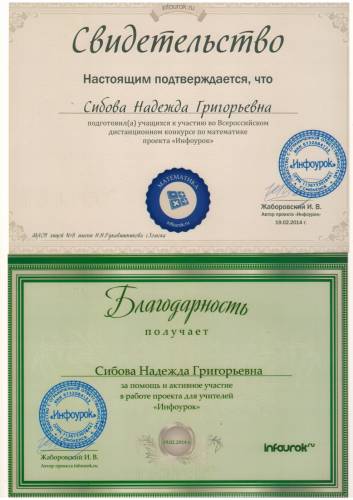 infourok.ru
Свидетельство
Настоящим подтверждается, что
Сибова Надежда Григорьевна
подготовил(а) учащихся к участию во Всероссийском
дистанционном конкурсе по математике
проекта «Инфоурок»
МАТЕМАТИКА
infourok.ru
«Инфоурок»
Жаборовский И. В.
Автор проекта «Инфоурок»
19.02.2014 г.
Благодарность
получает
Сибова Надежда Григорьевна
за помощь и активное участие
в работе проекта для учителей
«Инфоурок»
«Инфоурок»
19.02.2014 г.
infourok.ru
Жаборовский И. В.
Автор проекта infourok.ru